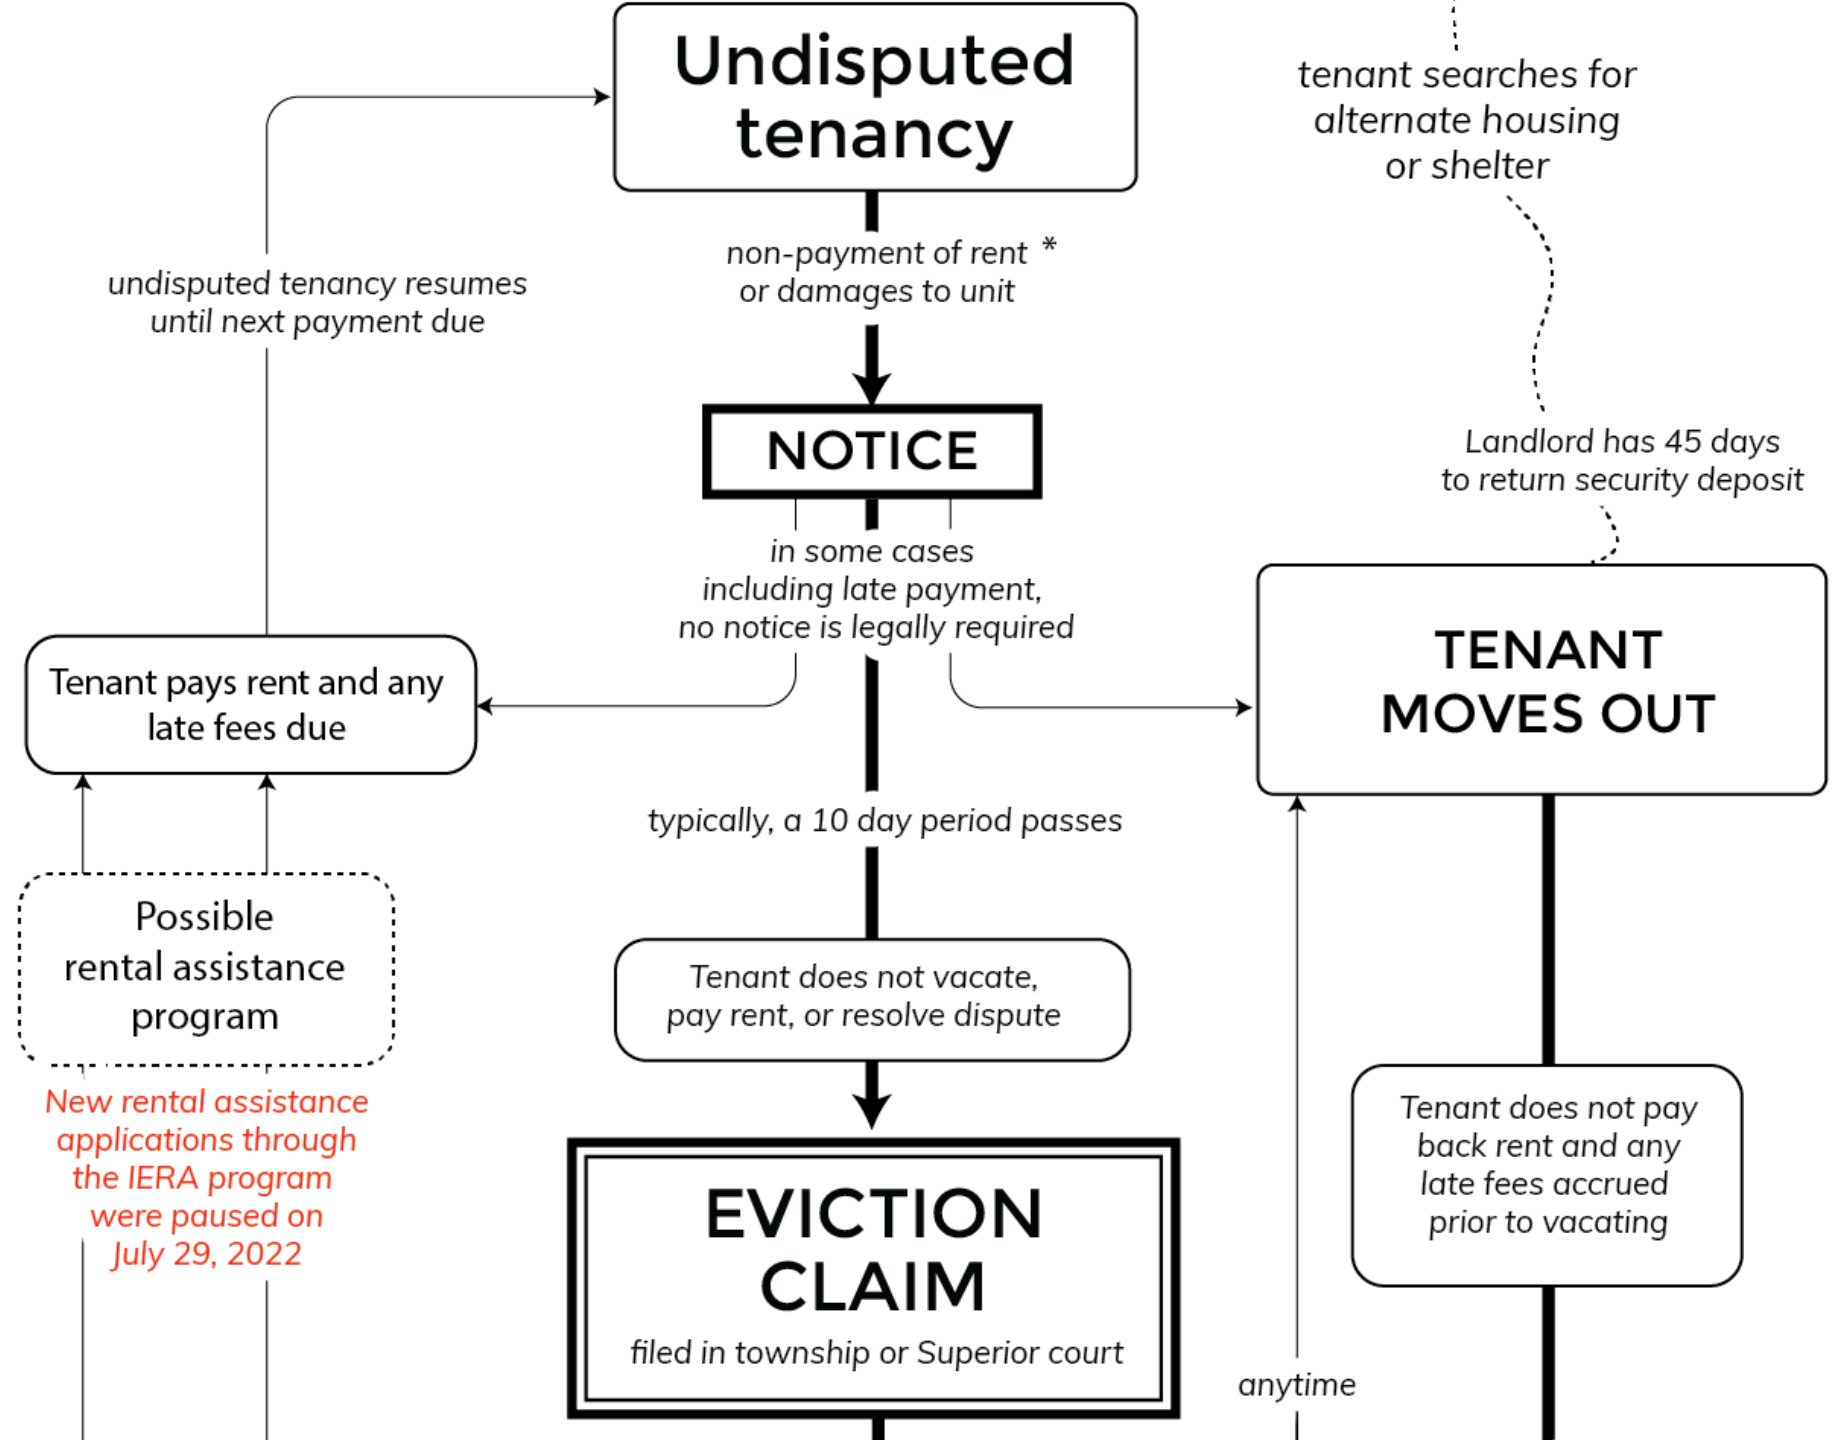 Undisputed
tenancy
tenant searches for
alternate housing
or shelter
non-payment of rent *
or damages to unit
undisputed tenancy resumes
until next payment due
NOTICE
Landlord has 45 days
to return security deposit
in some cases
including late payment,
no notice is legally required
Tenant pays rent and any
late fees due
TENANT
MOVES OUT
typically, a 10 day period passes
Possible
rental assistance
program
Tenant does not vacate,
pay rent, or resolve dispute
New rental assistance
applications through
the IERA program
were paused on
July 29, 2022
Tenant does not pay
back rent and any
late fees accrued
prior to vacating
EVICTION
CLAIM
filed in township or Superior court
anytime